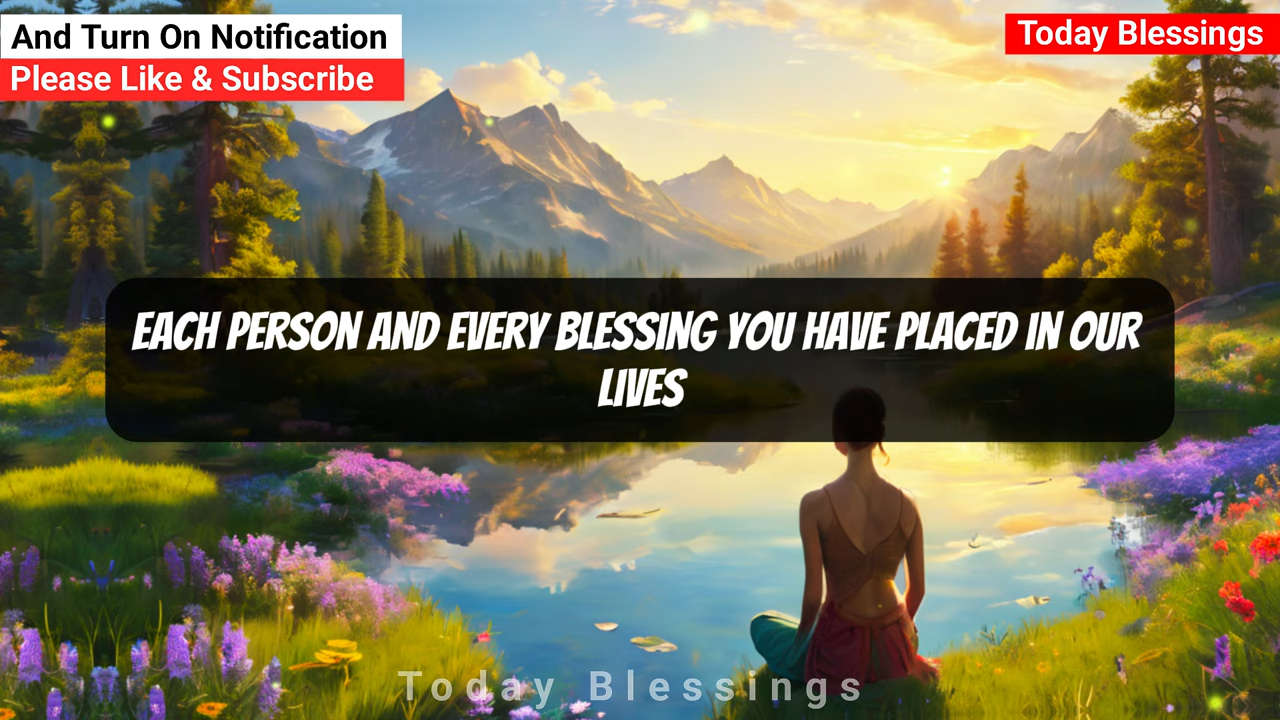 And Turn On Notification
Please Like & Subscribe
Today Blessings
EACH PERSON AND EVERY BLESSING YOU HAVE PLACED IN OUR
LIVES
Today Blessings